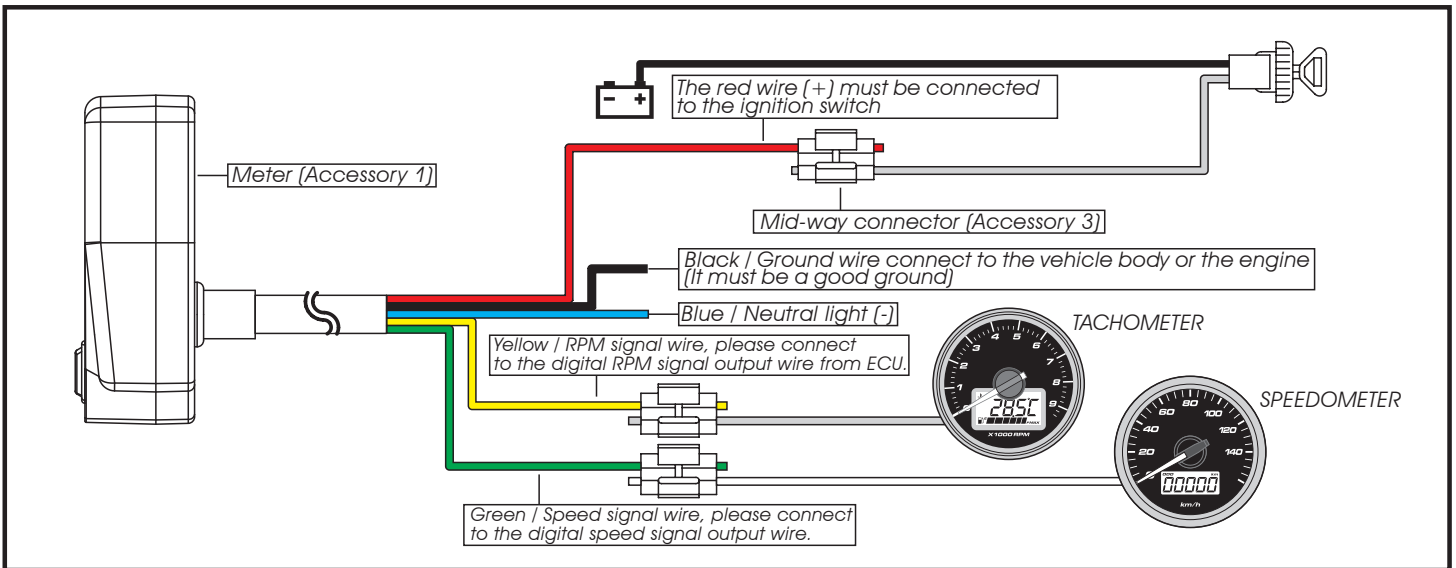 The red wire (+) must be connected
to the ignition switch
Meter (Accessory 1)
Mid-way connector (Accessory 3)
Black / Ground wire connect to the vehicle body or the engine
(It must be a good ground)
Blue / Neutral light (-)
Yellow / RPM signal wire, please connect
to the digital RPM signal output wire from ECU.
TACHOMETER
1 2 3 4 5 6 7 8 9
28.5℃
X1000 RPM
SPEEDOMETER
0 20 40 60 80 100 120 140
00000
km/h
Green / Speed signal wire, please connect
to the digital speed signal output wire.